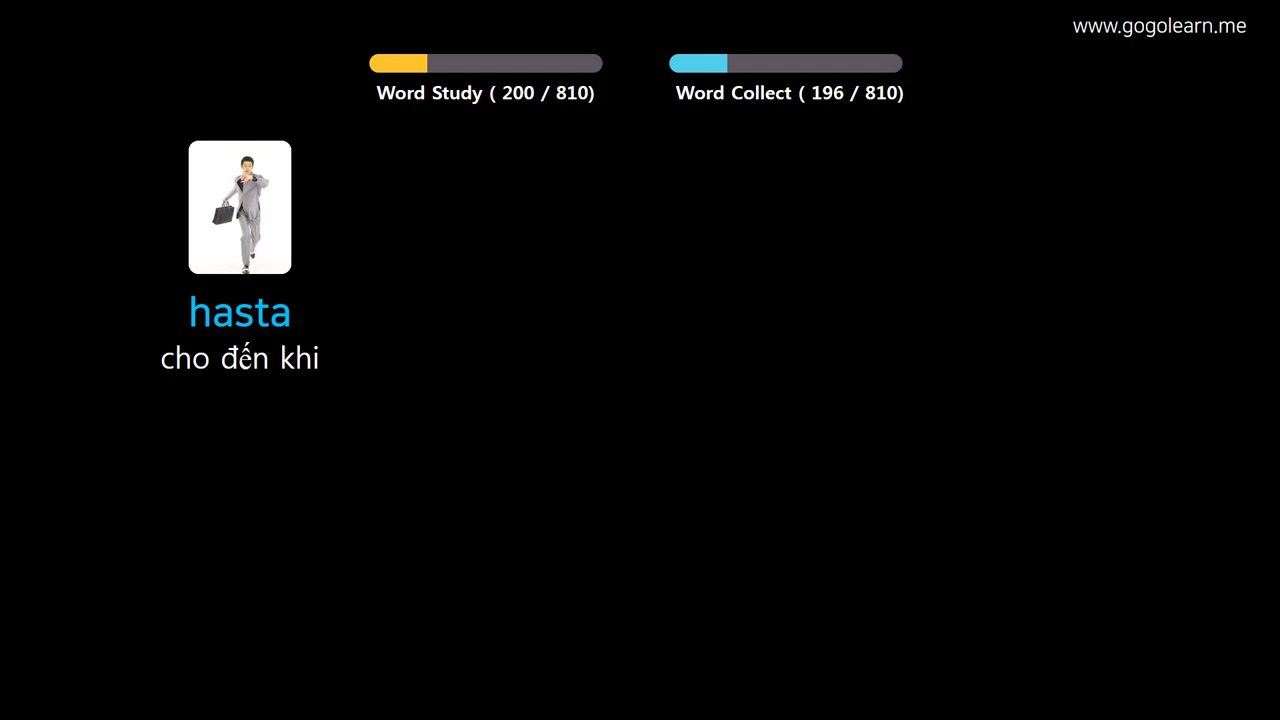 www.gogolearn.me
Word Study ( 200 / 810)
Word Collect ( 196 / 810)
hasta
cho đến khi